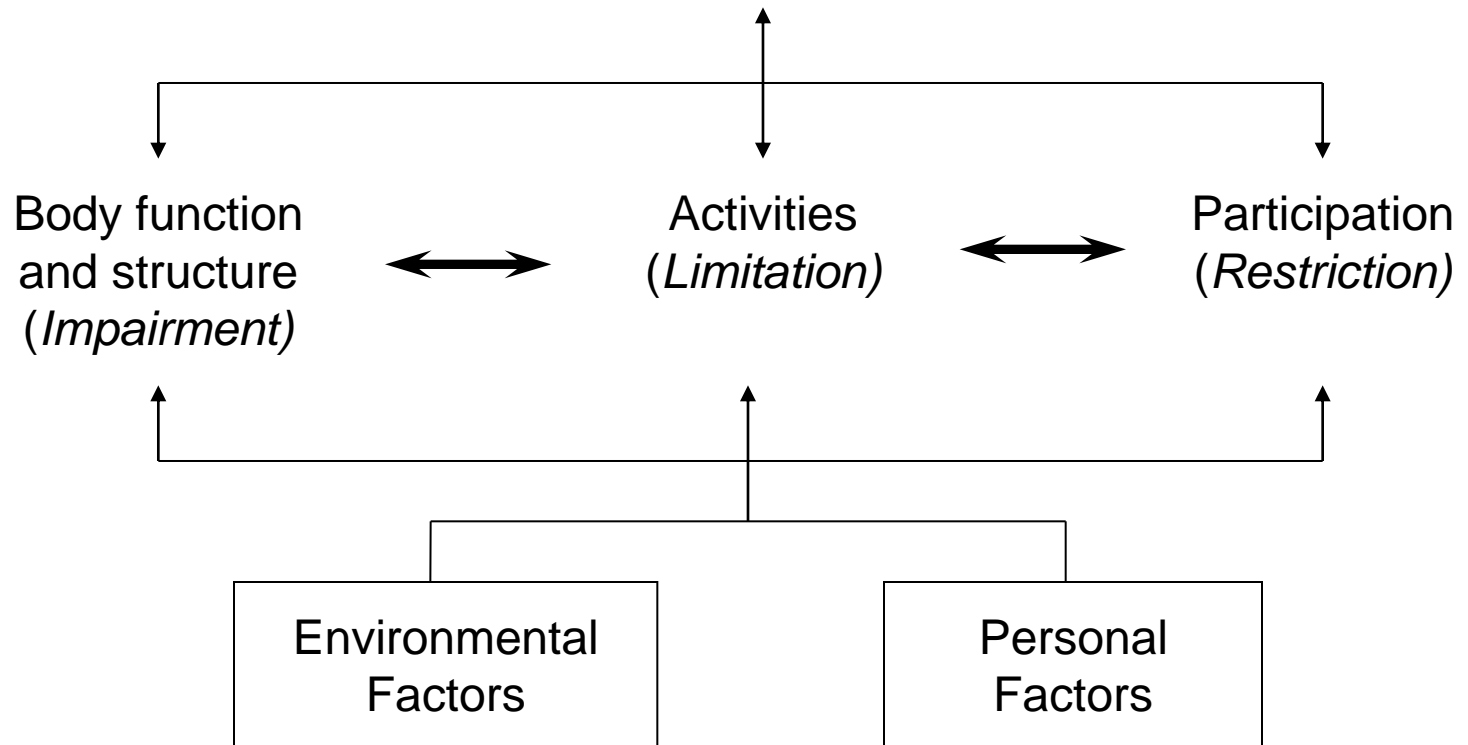 Body function
and structure
(Impairment)
Activities
(Limitation)
Participation
(Restriction)
Environmental
Factors
Personal
Factors